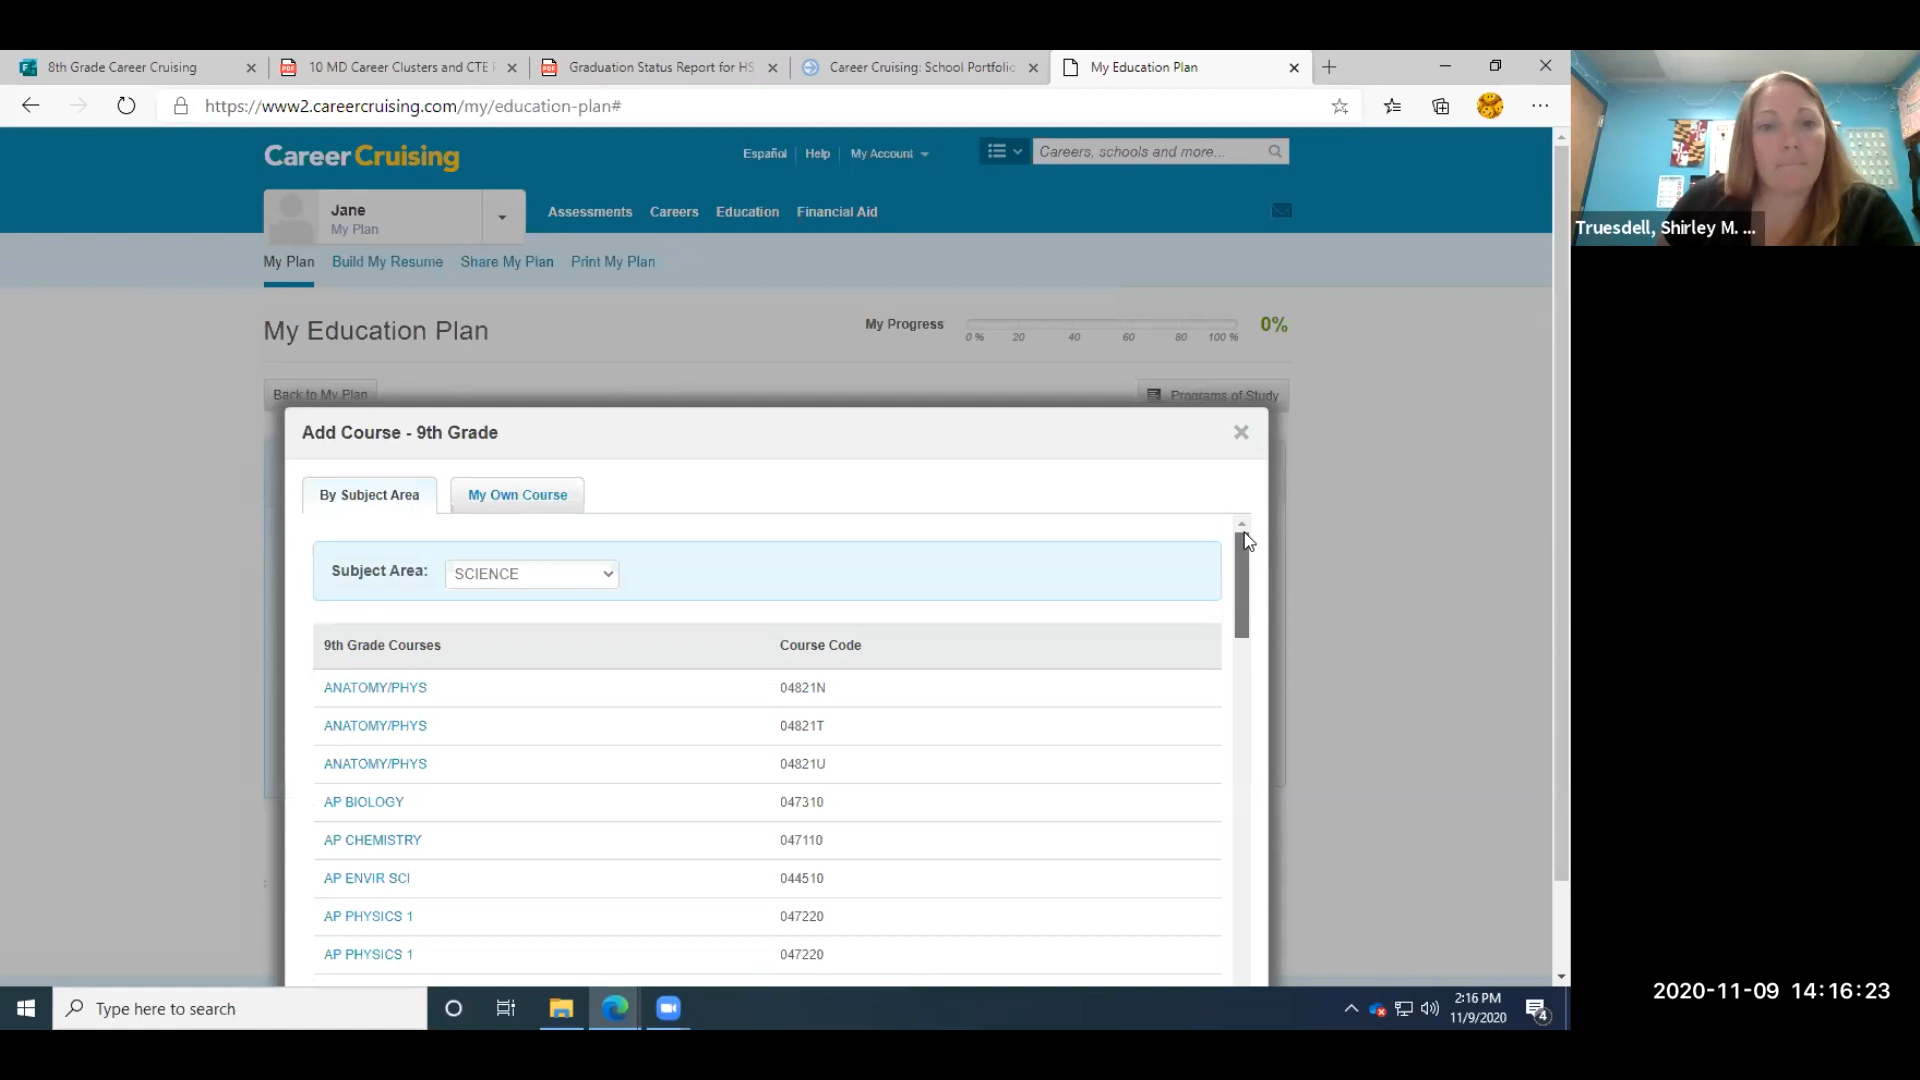 8th Grade Career Cruising
10 MD Career Clusters and CTE
Graduation Status Report for HS
Career Cruising: School Portfolio
My Education Plan
https://www2.careercruising.com/my/education-plan#
CareerCruising
Español
Help
My Account
Careers, schools and more...
Jane
My Plan
Assessments
Careers
Education
Financial Aid
My Plan
Build My Resume
Share My Plan
Print My Plan
My Education Plan
My Progress
0 %
20
40
60
80
100 %
0%
Back to My Plan
Programs of Study
Add Course - 9th Grade
By Subject Area
My Own Course
Subject Area:
SCIENCE
9th Grade Courses Course Code
ANATOMY/PHYS 04821N
ANATOMY/PHYS 04821T
ANATOMY/PHYS 04821U
AP BIOLOGY 047310
AP CHEMISTRY 047110
AP ENVIR SCI 044510
AP PHYSICS 1 047220
AP PHYSICS 1 047220
Type here to search
2:16 PM
11/9/2020
4
Truesdell, Shirley M. ...
2020-11-09 14:16:23